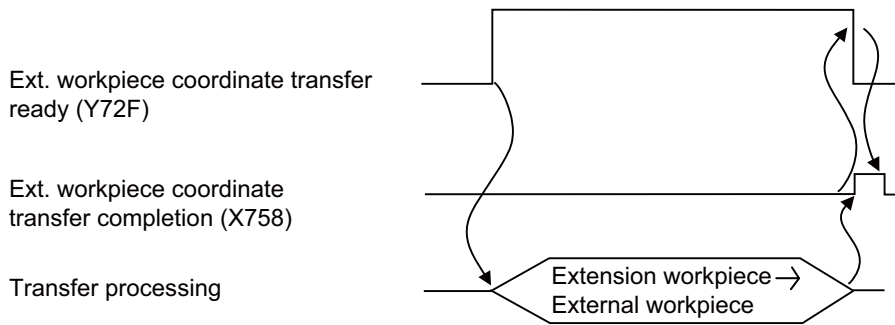 Ext. workpiece coordinate transfer
ready (Y72F)
Ext. workpiece coordinate
transfer completion (X758)
Transfer processing
Extension workpiece →
External workpiece